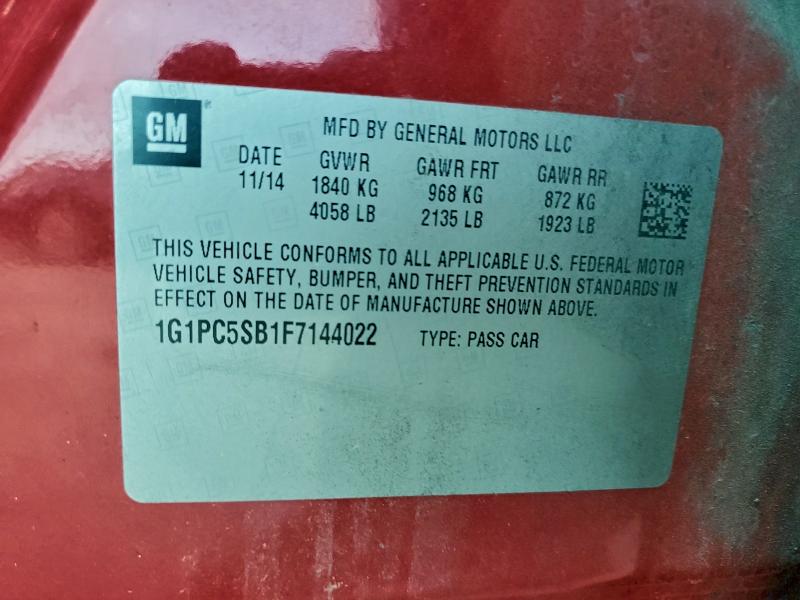 GM
MFD BY GENERAL MOTORS LLC
DATE GVWR GAWR FRT GAWR RR
11/14 1840 KG 968 KG 872 KG
4058 LB 2135 LB 1923 LB
THIS VEHICLE CONFORMS TO ALL APPLICABLE U.S. FEDERAL MOTOR
VEHICLE SAFETY, BUMPER, AND THEFT PREVENTION STANDARDS IN
EFFECT ON THE DATE OF MANUFACTURE SHOWN ABOVE.
1G1PC5SB1F7144022 TYPE: PASS CAR